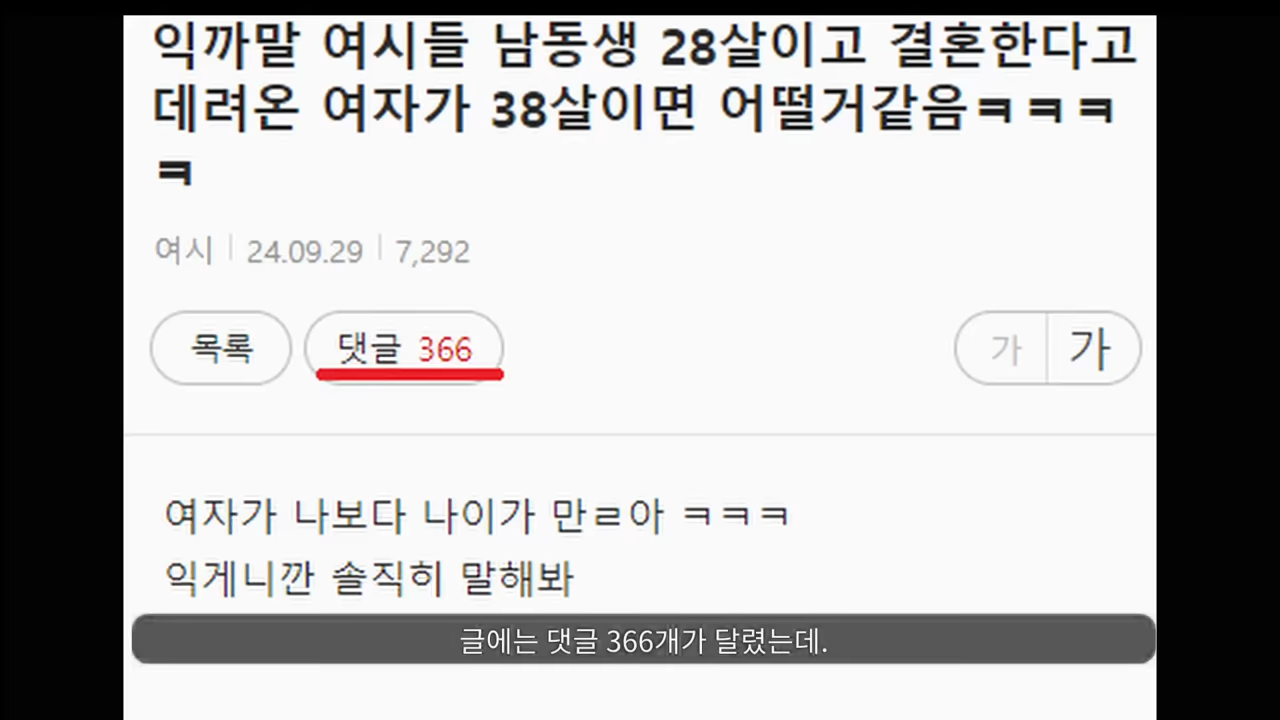 익까말 여시들 남동생 28살이고 결혼한다고
데려온 여자가 38살이면 어떨거같음ㅋㅋㅋ
ㅋ
여시 24.09.29 7,292
목록 댓글 366 가 가
여자가 나보다 나이가 만ㄹ아 ㅋㅋㅋ
익게니깐 솔직히 말해봐
글에는 댓글 366개가 달렸는데.